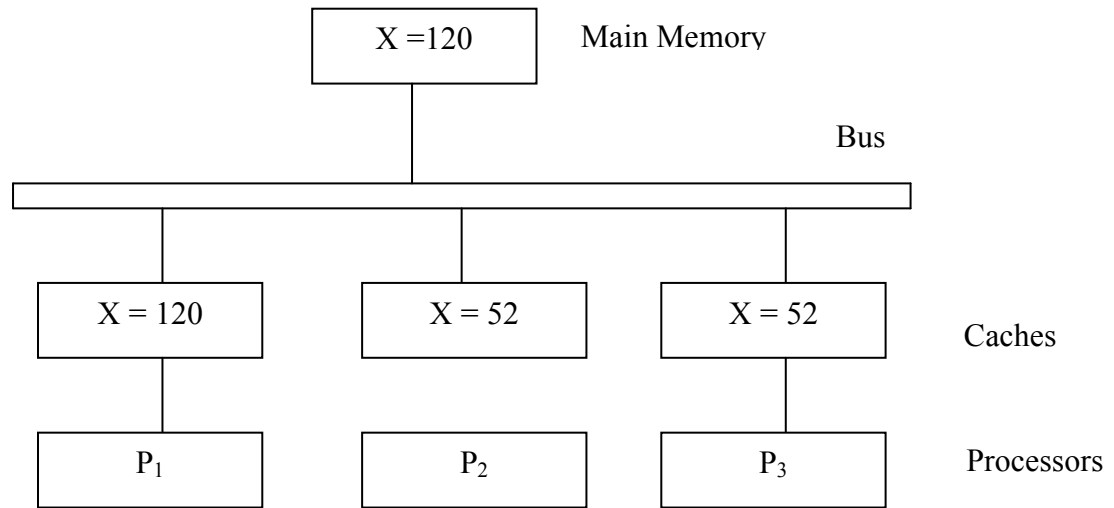 X =120
Main Memory
Bus
X = 120
X = 52
X = 52
Caches
P₁
P₂
P₃
Processors